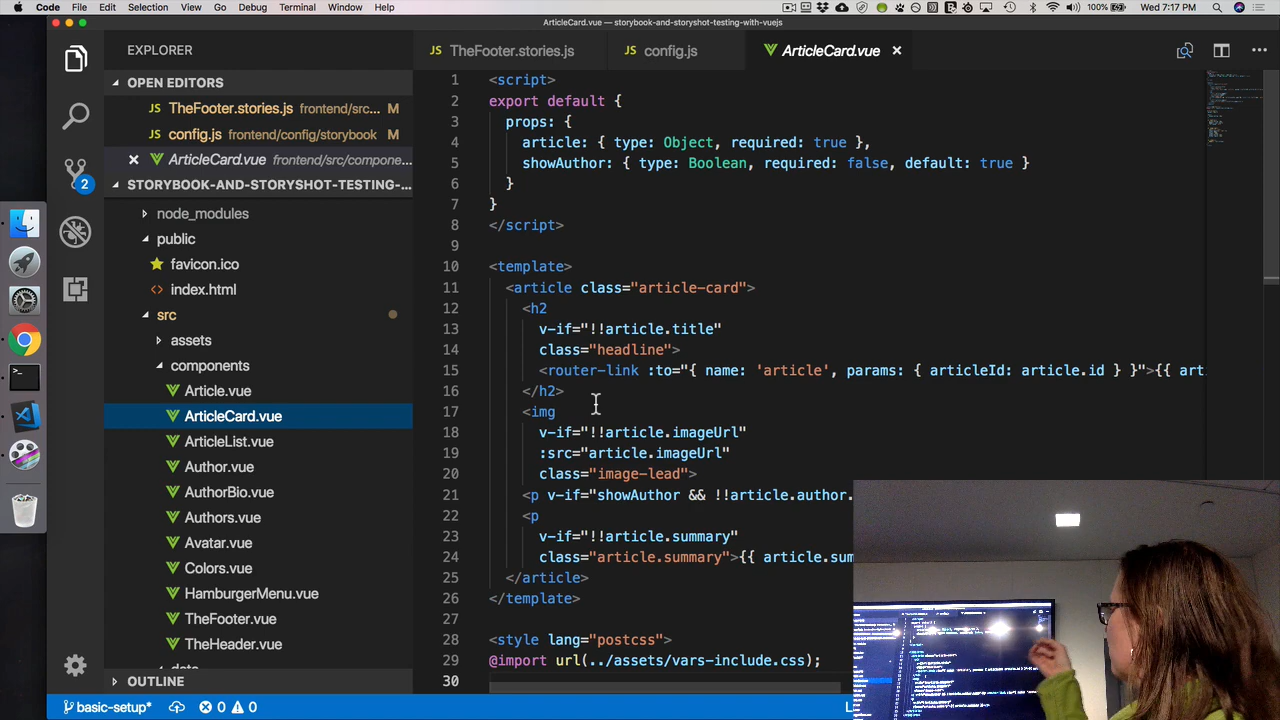 Code File Edit Selection View Go Debug Terminal Window Help
100% Wed 7:17 PM
ArticleCard.vue — storybook-and-storyshot-testing-with-vuejs
EXPLORER
OPEN EDITORS
JS TheFooter.stories.js frontend/src... M
JS config.js frontend/config/storybook M
ArticleCard.vue frontend/src/compone...
STORYBOOK-AND-STORYSHOT-TESTING-...
node_modules
public
favicon.ico
index.html
src
assets
components
Article.vue
ArticleCard.vue
ArticleList.vue
Author.vue
AuthorBio.vue
Authors.vue
Avatar.vue
Colors.vue
HamburgerMenu.vue
TheFooter.vue
TheHeader.vue
OUTLINE
2
JS TheFooter.stories.js
JS config.js
ArticleCard.vue
1 <script>
2 export default {
3 props: {
4 article: { type: Object, required: true },
5 showAuthor: { type: Boolean, required: false, default: true }
6 }
7 }
8 </script>
9
10 <template>
11 <article class="article-card">
12 <h2
13 v-if="!!article.title"
14 class="headline">
15 <router-link :to="{ name: 'article', params: { articleId: article.id } }">{{ art
16 </h2>
17 <img
18 v-if="!!article.imageUrl"
19 :src="article.imageUrl"
20 class="image-lead">
21 <p v-if="showAuthor && !!article.author.
22 <p
23 v-if="!!article.summary"
24 class="article.summary">{{ article.sum
25 </article>
26 </template>
27
28 <style lang="postcss">
29 @import url(../assets/vars-include.css);
30
basic-setup* 0 0